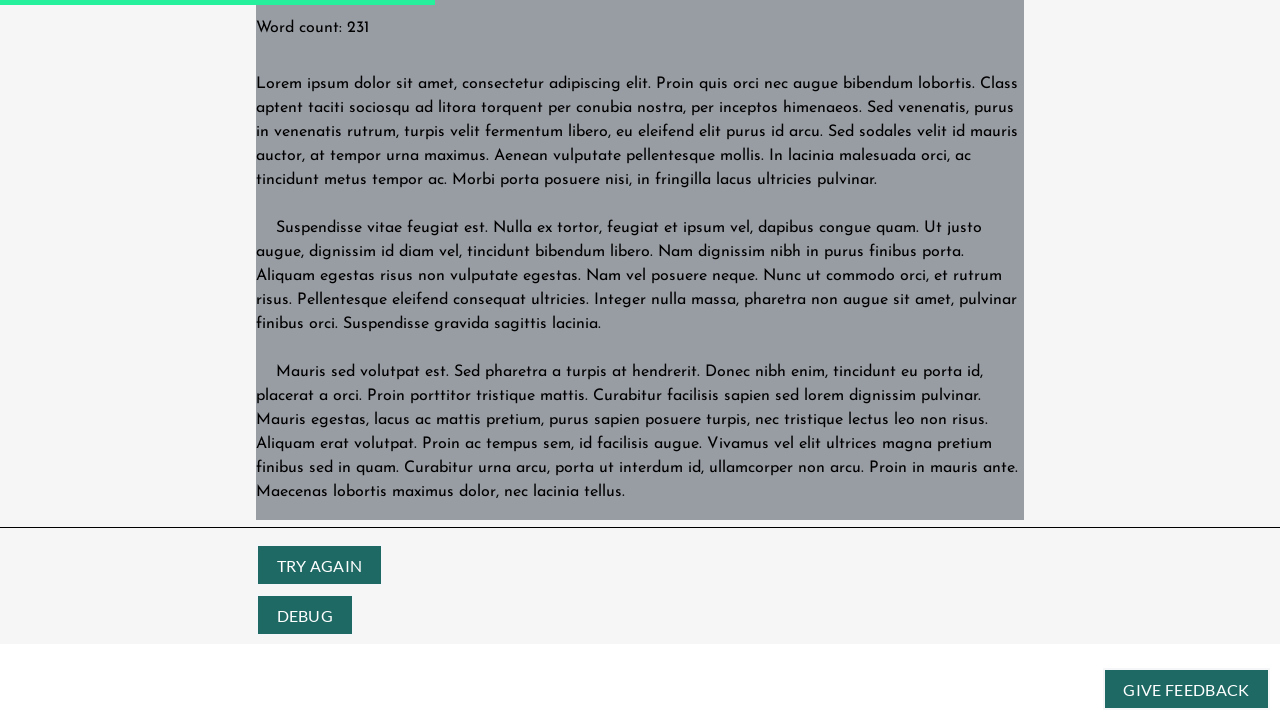 Word count: 231
Lorem ipsum dolor sit amet, consectetur adipiscing elit. Proin quis orci nec augue bibendum lobortis. Class
aptent taciti sociosqu ad litora torquent per conubia nostra, per inceptos himenaeos. Sed venenatis, purus
in venenatis rutrum, turpis velit fermentum libero, eu eleifend elit purus id arcu. Sed sodales velit id mauris
auctor, at tempor urna maximus. Aenean vulputate pellentesque mollis. In lacinia malesuada orci, ac
tincidunt metus tempor ac. Morbi porta posuere nisi, in fringilla lacus ultricies pulvinar.
Suspendisse vitae feugiat est. Nulla ex tortor, feugiat et ipsum vel, dapibus congue quam. Ut justo
augue, dignissim id diam vel, tincidunt bibendum libero. Nam dignissim nibh in purus finibus porta.
Aliquam egestas risus non vulputate egestas. Nam vel posuere neque. Nunc ut commodo orci, et rutrum
risus. Pellentesque eleifend consequat ultricies. Integer nulla massa, pharetra non augue sit amet, pulvinar
finibus orci. Suspendisse gravida sagittis lacinia.
Mauris sed volutpat est. Sed pharetra a turpis at hendrerit. Donec nibh enim, tincidunt eu porta id,
placerat a orci. Proin porttitor tristique mattis. Curabitur facilisis sapien sed lorem dignissim pulvinar.
Mauris egestas, lacus ac mattis pretium, purus sapien posuere turpis, nec tristique lectus leo non risus.
Aliquam erat volutpat. Proin ac tempus sem, id facilisis augue. Vivamus vel elit ultrices magna pretium
finibus sed in quam. Curabitur urna arcu, porta ut interdum id, ullamcorper non arcu. Proin in mauris ante.
Maecenas lobortis maximus dolor, nec lacinia tellus.
TRY AGAIN
DEBUG
GIVE FEEDBACK